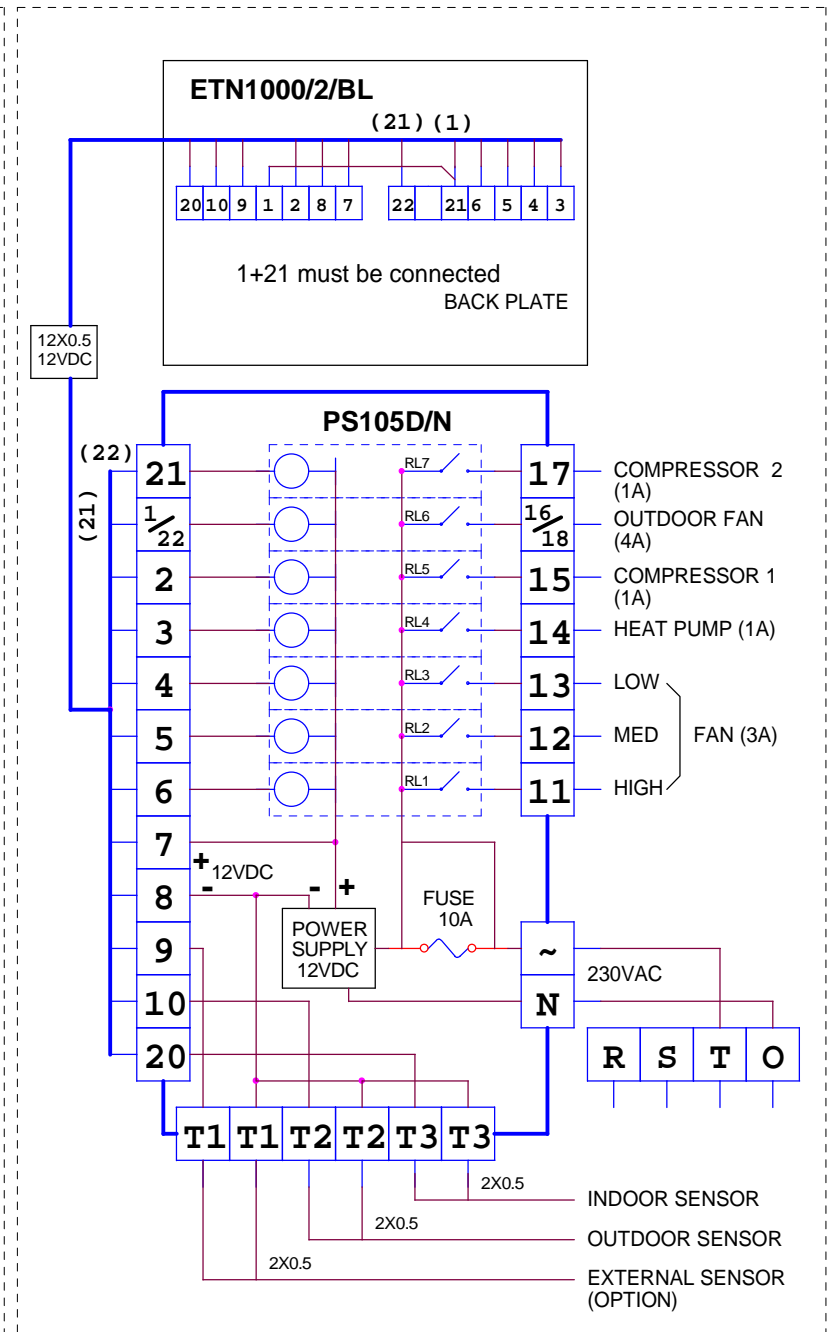 ETN1000/2/BL
(21) (1)
20 10 9 1 2 8 7 22 21 6 5 4 3
1+21 must be connected
BACK PLATE
12X0.5
12VDC
PS105D/N
(22)
(21)
21 RL7 17 COMPRESSOR 2
(1A)
1/22 RL6 16/18 OUTDOOR FAN
(4A)
2 RL5 15 COMPRESSOR 1
(1A)
3 RL4 14 HEAT PUMP (1A)
4 RL3 13 LOW
5 RL2 12 MED FAN (3A)
6 RL1 11 HIGH
7
+
12VDC
8 - - +
FUSE
10A
POWER
SUPPLY
12VDC
9 ~
230VAC
10 N
20
R S T O
T1 T1 T2 T2 T3 T3
2X0.5
INDOOR SENSOR
2X0.5
OUTDOOR SENSOR
2X0.5
EXTERNAL SENSOR
(OPTION)